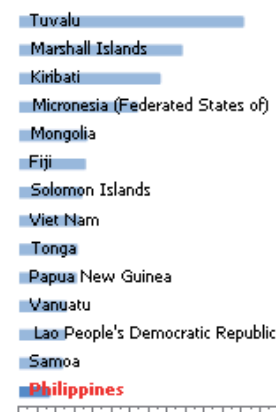 Tuvalu
Marshall Islands
Kiribati
Micronesia (Federated States of)
Mongolia
Fiji
Solomon Islands
Viet Nam
Tonga
Papua New Guinea
Vanuatu
Lao People's Democratic Republic
Samoa
Philippines